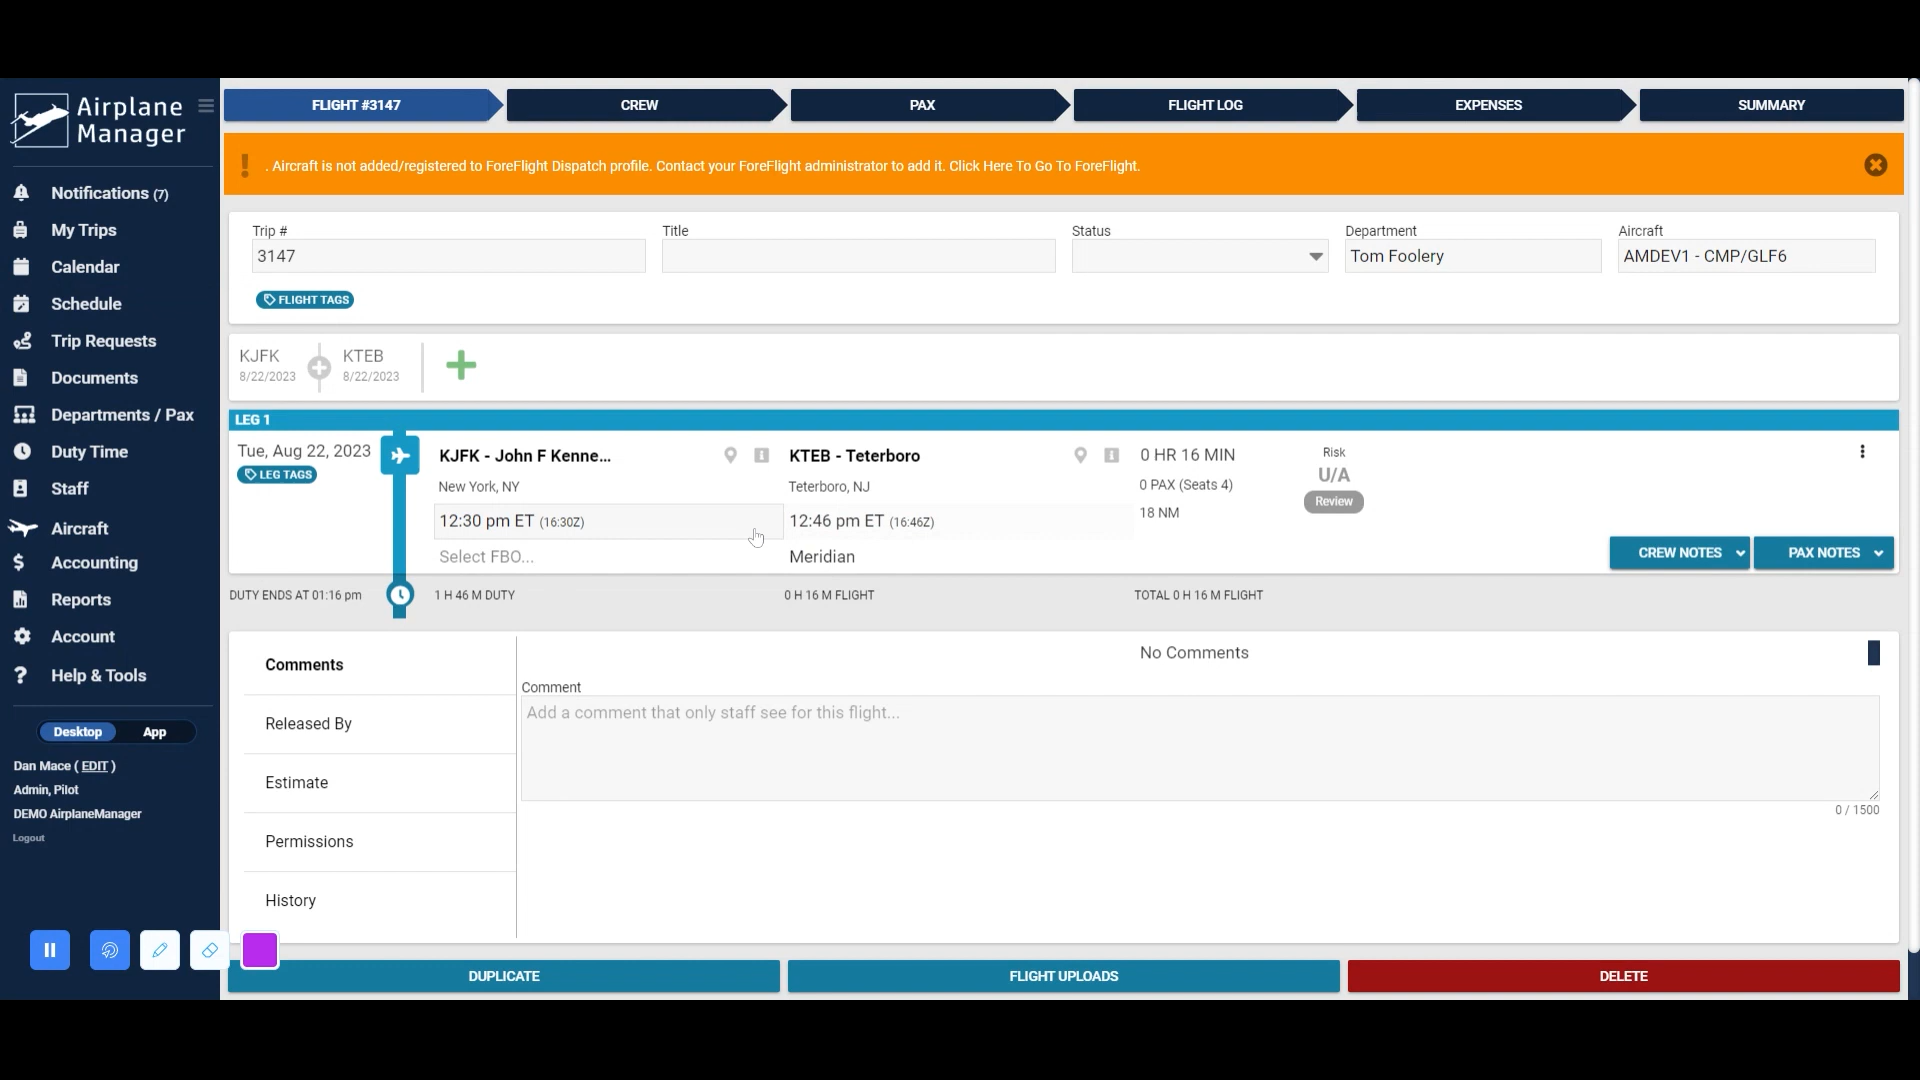 Airplane Manager
FLIGHT #3147
CREW
PAX
FLIGHT LOG
EXPENSES
SUMMARY
. Aircraft is not added/registered to ForeFlight Dispatch profile. Contact your ForeFlight administrator to add it. Click Here To Go To ForeFlight.
Notifications (7)
My Trips
Calendar
Schedule
Trip Requests
Documents
Departments / Pax
Duty Time
Staff
Aircraft
Accounting
Reports
Account
Help & Tools
Desktop
App
Dan Mace ( EDIT )
Admin, Pilot
DEMO AirplaneManager
Logout
Trip #
3147
Title
Status
Department
Tom Foolery
Aircraft
AMDEV1 - CMP/GLF6
FLIGHT TAGS
KJFK
8/22/2023
KTEB
8/22/2023
LEG 1
Tue, Aug 22, 2023
LEG TAGS
KJFK - John F Kenne...
New York, NY
12:30 pm ET (16:30Z)
Select FBO...
KTEB - Teterboro
Teterboro, NJ
12:46 pm ET (16:46Z)
Meridian
0 HR 16 MIN
0 PAX (Seats 4)
18 NM
Risk
U/A
Review
CREW NOTES
PAX NOTES
DUTY ENDS AT 01:16 pm
1 H 46 M DUTY
0 H 16 M FLIGHT
TOTAL 0 H 16 M FLIGHT
Comments
Released By
Estimate
Permissions
History
No Comments
Comment
Add a comment that only staff see for this flight...
0 / 1500
DUPLICATE
FLIGHT UPLOADS
DELETE